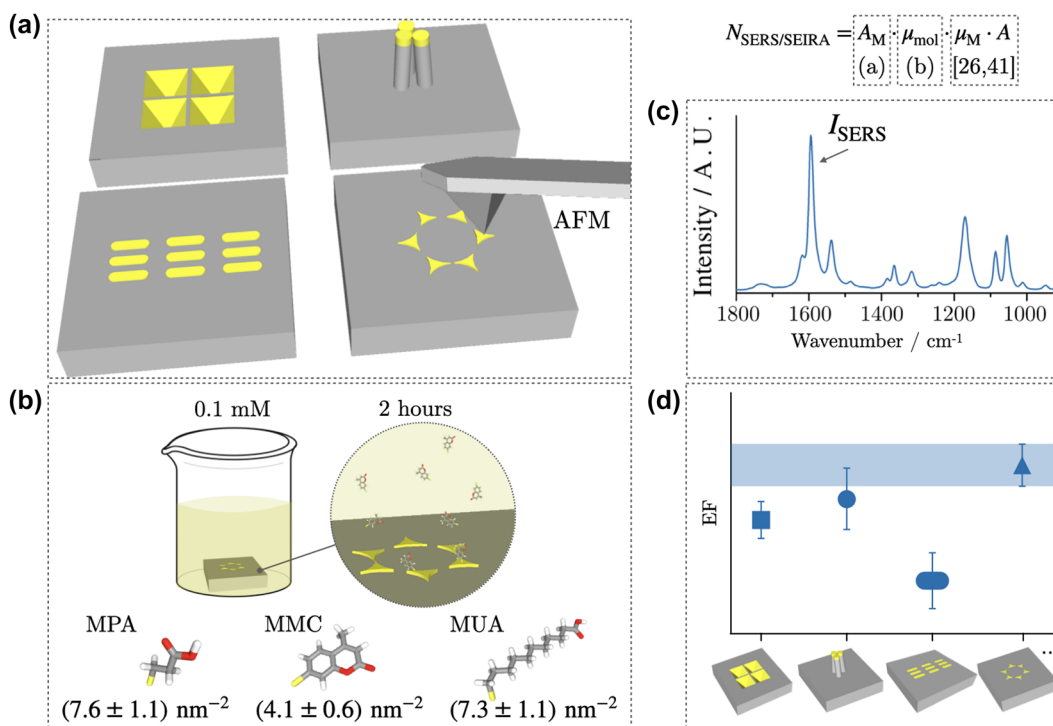 (a)
AFM
N_SERS/SEIRA = A_M · μ_mol · μ_M · A
(a) (b) [26,41]
(c)
I_SERS
Intensity / A.U.
1800 1600 1400 1200 1000
Wavenumber / cm⁻¹
(b)
0.1 mM 2 hours
MPA MMC MUA
(7.6 ± 1.1) nm⁻² (4.1 ± 0.6) nm⁻² (7.3 ± 1.1) nm⁻²
(d)
EF
...